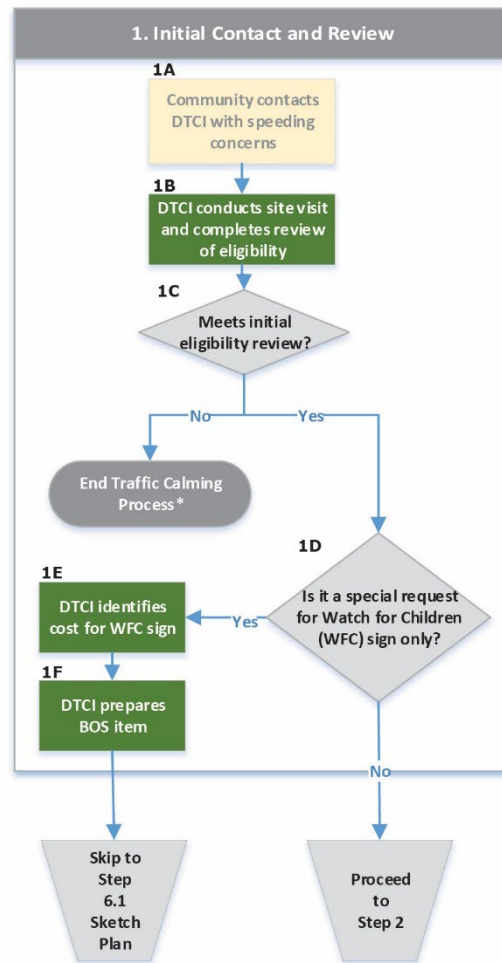 1. Initial Contact and Review
1A
Community contacts
DTCI with speeding
concerns
1B
DTCI conducts site visit
and completes review
of eligibility
1C
Meets initial
eligibility review?
No
Yes
End Traffic Calming
Process*
1D
Is it a special request
for Watch for Children
(WFC) sign only?
Yes
1E
DTCI identifies
cost for WFC sign
1F
DTCI prepares
BOS item
No
Skip to
Step
6.1
Sketch
Plan
Proceed
to
Step 2